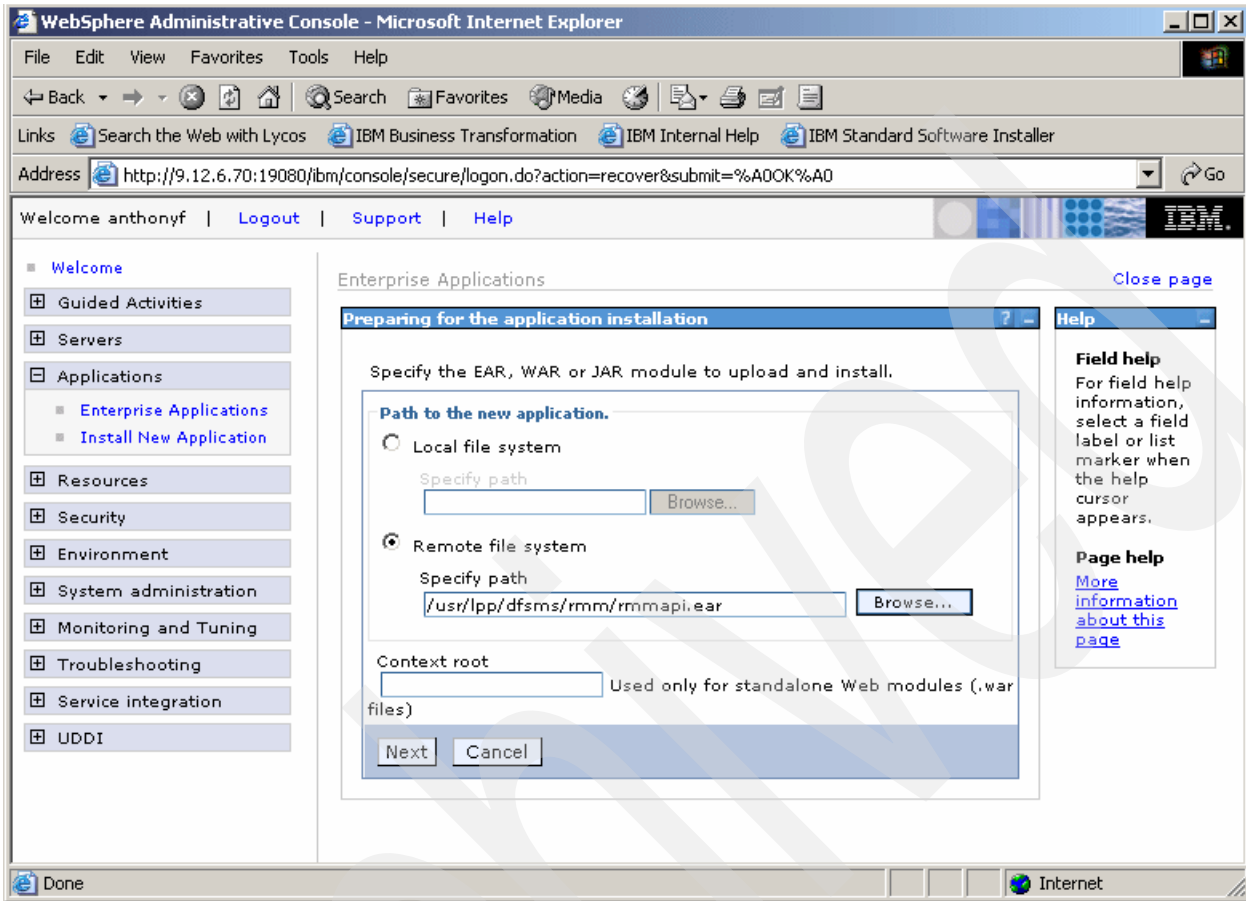 WebSphere Administrative Console - Microsoft Internet Explorer
File Edit View Favorites Tools Help
Back Search Favorites Media
Links Search the Web with Lycos IBM Business Transformation IBM Internal Help IBM Standard Software Installer
Address http://9.12.6.70:19080/ibm/console/secure/logon.do?action=recover&submit=%A0OK%A0 Go
Welcome anthonyf | Logout | Support | Help IBM.
Welcome
Guided Activities
Servers
Applications
Enterprise Applications
Install New Application
Resources
Security
Environment
System administration
Monitoring and Tuning
Troubleshooting
Service integration
UDDI
Enterprise Applications
Close page
Preparing for the application installation ? -
Specify the EAR, WAR or JAR module to upload and install.
Path to the new application.
Local file system
Specify path
Browse...
Remote file system
Specify path
/usr/lpp/dfsms/rmm/rmmapi.ear Browse...
Context root
Used only for standalone Web modules (.war
files)
Next Cancel
Help -
Field help
For field help
information,
select a field
label or list
marker when
the help
cursor
appears.
Page help
More
information
about this
page
Done Internet